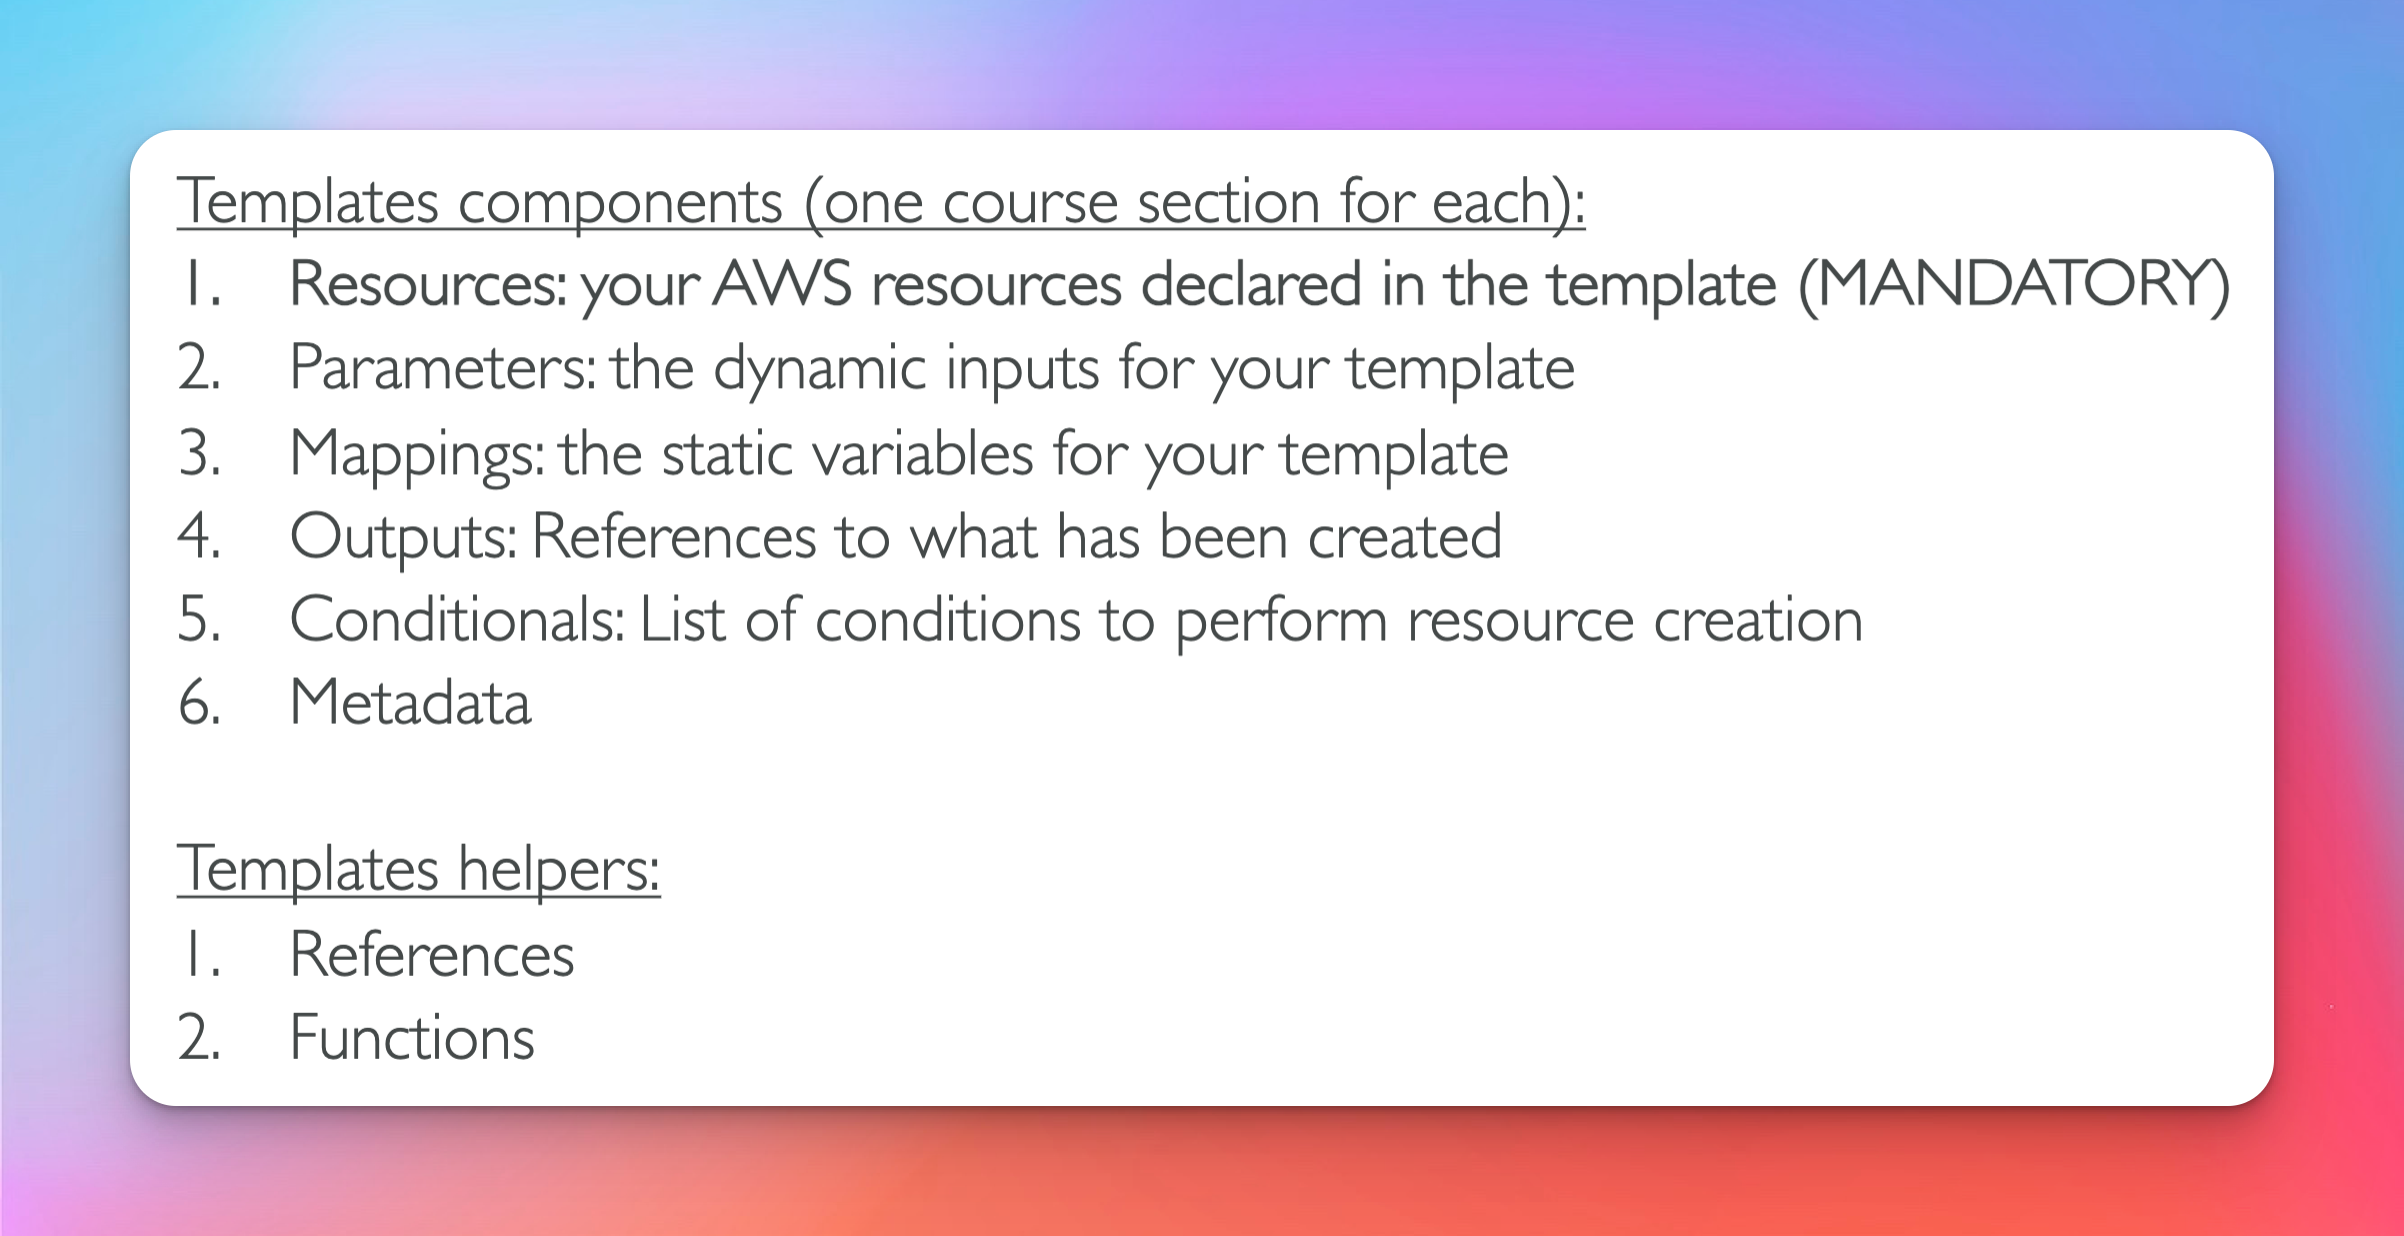 Templates components (one course section for each):
1. Resources: your AWS resources declared in the template (MANDATORY)
2. Parameters: the dynamic inputs for your template
3. Mappings: the static variables for your template
4. Outputs: References to what has been created
5. Conditionals: List of conditions to perform resource creation
6. Metadata
Templates helpers:
1. References
2. Functions